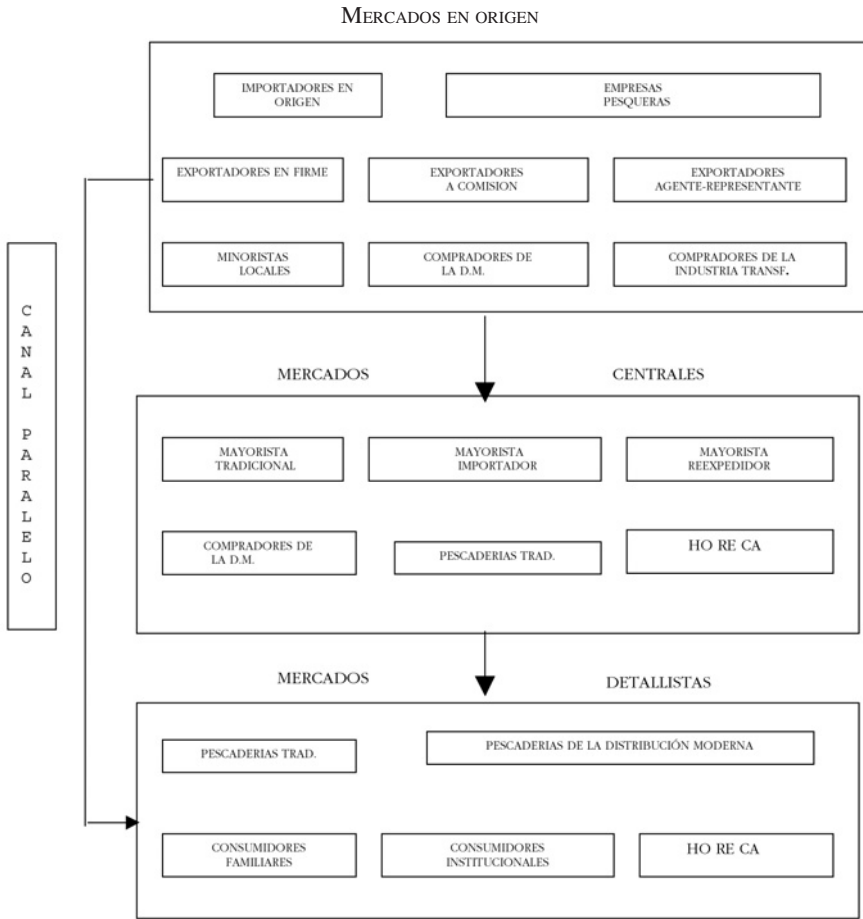 MERCADOS EN ORIGEN
IMPORTADORES EN
ORIGEN
EMPRESAS
PESQUERAS
EXPORTADORES EN FIRME
EXPORTADORES
A COMISION
EXPORTADORES
AGENTE-REPRESENTANTE
MINORISTAS
LOCALES
COMPRADORES DE
LA D.M.
COMPRADORES DE LA
INDUSTRIA TRANSF.
CANAL PARALELO
MERCADOS CENTRALES
MAYORISTA
TRADICIONAL
MAYORISTA
IMPORTADOR
MAYORISTA
REEXPEDIDOR
COMPRADORES DE
LA D.M.
PESCADERIAS TRAD.
HO RE CA
MERCADOS DETALLISTAS
PESCADERIAS TRAD.
PESCADERIAS DE LA DISTRIBUCIÓN MODERNA
CONSUMIDORES
FAMILIARES
CONSUMIDORES
INSTITUCIONALES
HO RE CA